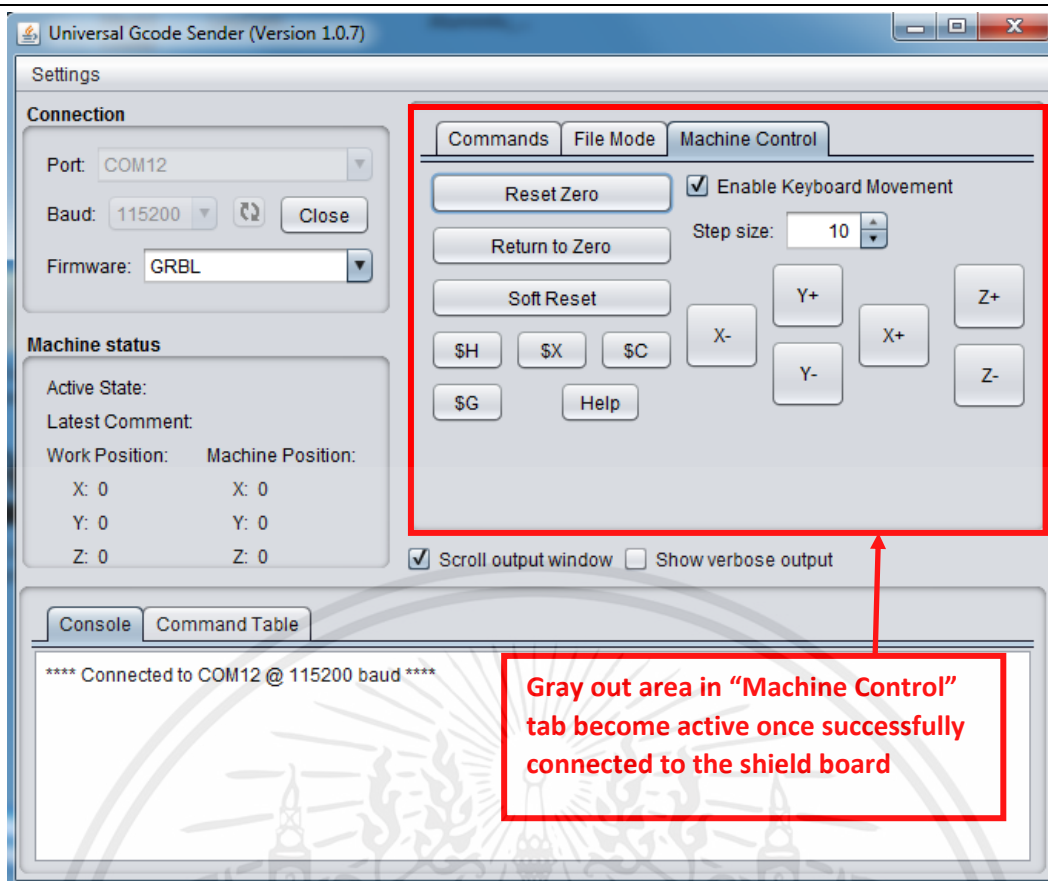 Universal Gcode Sender (Version 1.0.7)
Settings
Connection
Port: COM12
Baud: 115200 Close
Firmware: GRBL
Machine status
Active State:
Latest Comment:
Work Position: Machine Position:
X: 0 X: 0
Y: 0 Y: 0
Z: 0 Z: 0
Commands File Mode Machine Control
Reset Zero Enable Keyboard Movement
Return to Zero Step size: 10
Soft Reset Y+ Z+
$H $X $C X- X+
$G Help Y- Z-
Scroll output window Show verbose output
Console Command Table
**** Connected to COM12 @ 115200 baud ****
Gray out area in “Machine Control”
tab become active once successfully
connected to the shield board